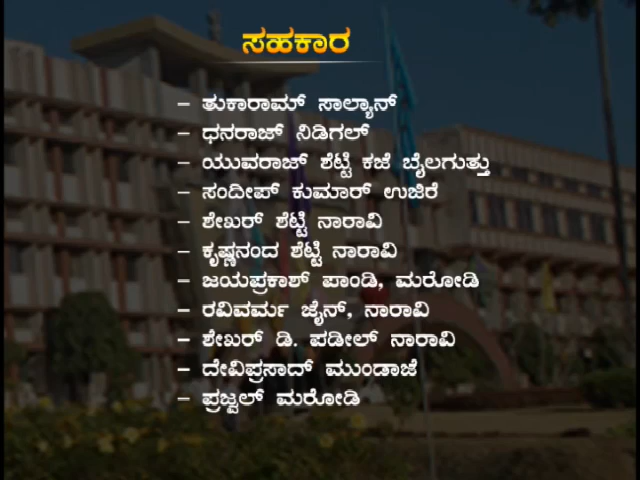 ಸಹಕಾರ
– ತುಕಾರಾಮ್ ಸಾಲ್ಯಾನ್
– ಧನರಾಜ್ ನಿಡಿಗಲ್
– ಯುವರಾಜ್ ಶೆಟ್ಟಿ ಕಜೆ ಬೈಲಗುತ್ತು
– ಸಂದೀಪ್ ಕುಮಾರ್ ಉಜಿರೆ
– ಶೇಖರ್ ಶೆಟ್ಟಿ ನಾರಾವಿ
– ಕೃಷ್ಣನಂದ ಶೆಟ್ಟಿ ನಾರಾವಿ
– ಜಯಪ್ರಕಾಶ್ ಪಾಂಡಿ, ಮರೋಡಿ
– ರವಿವರ್ಮ ಜೈನ್, ನಾರಾವಿ
– ಶೇಖರ್ ಡಿ. ಪಡೀಲ್ ನಾರಾವಿ
– ದೇವಿಪ್ರಸಾದ್ ಮುಂಡಾಜೆ
– ಪ್ರಜ್ವಲ್ ಮರೋಡಿ